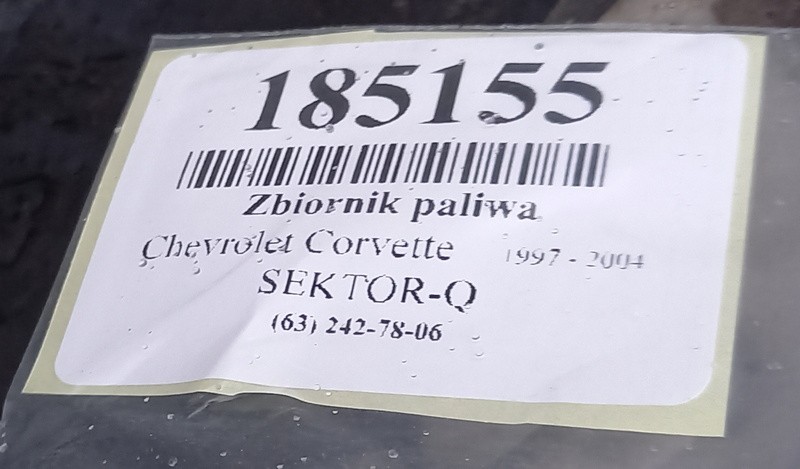 185155
Zbiornik paliwa
Chevrolet Corvette 1997 - 2004
SEKTOR-Q
(63) 242-78-06